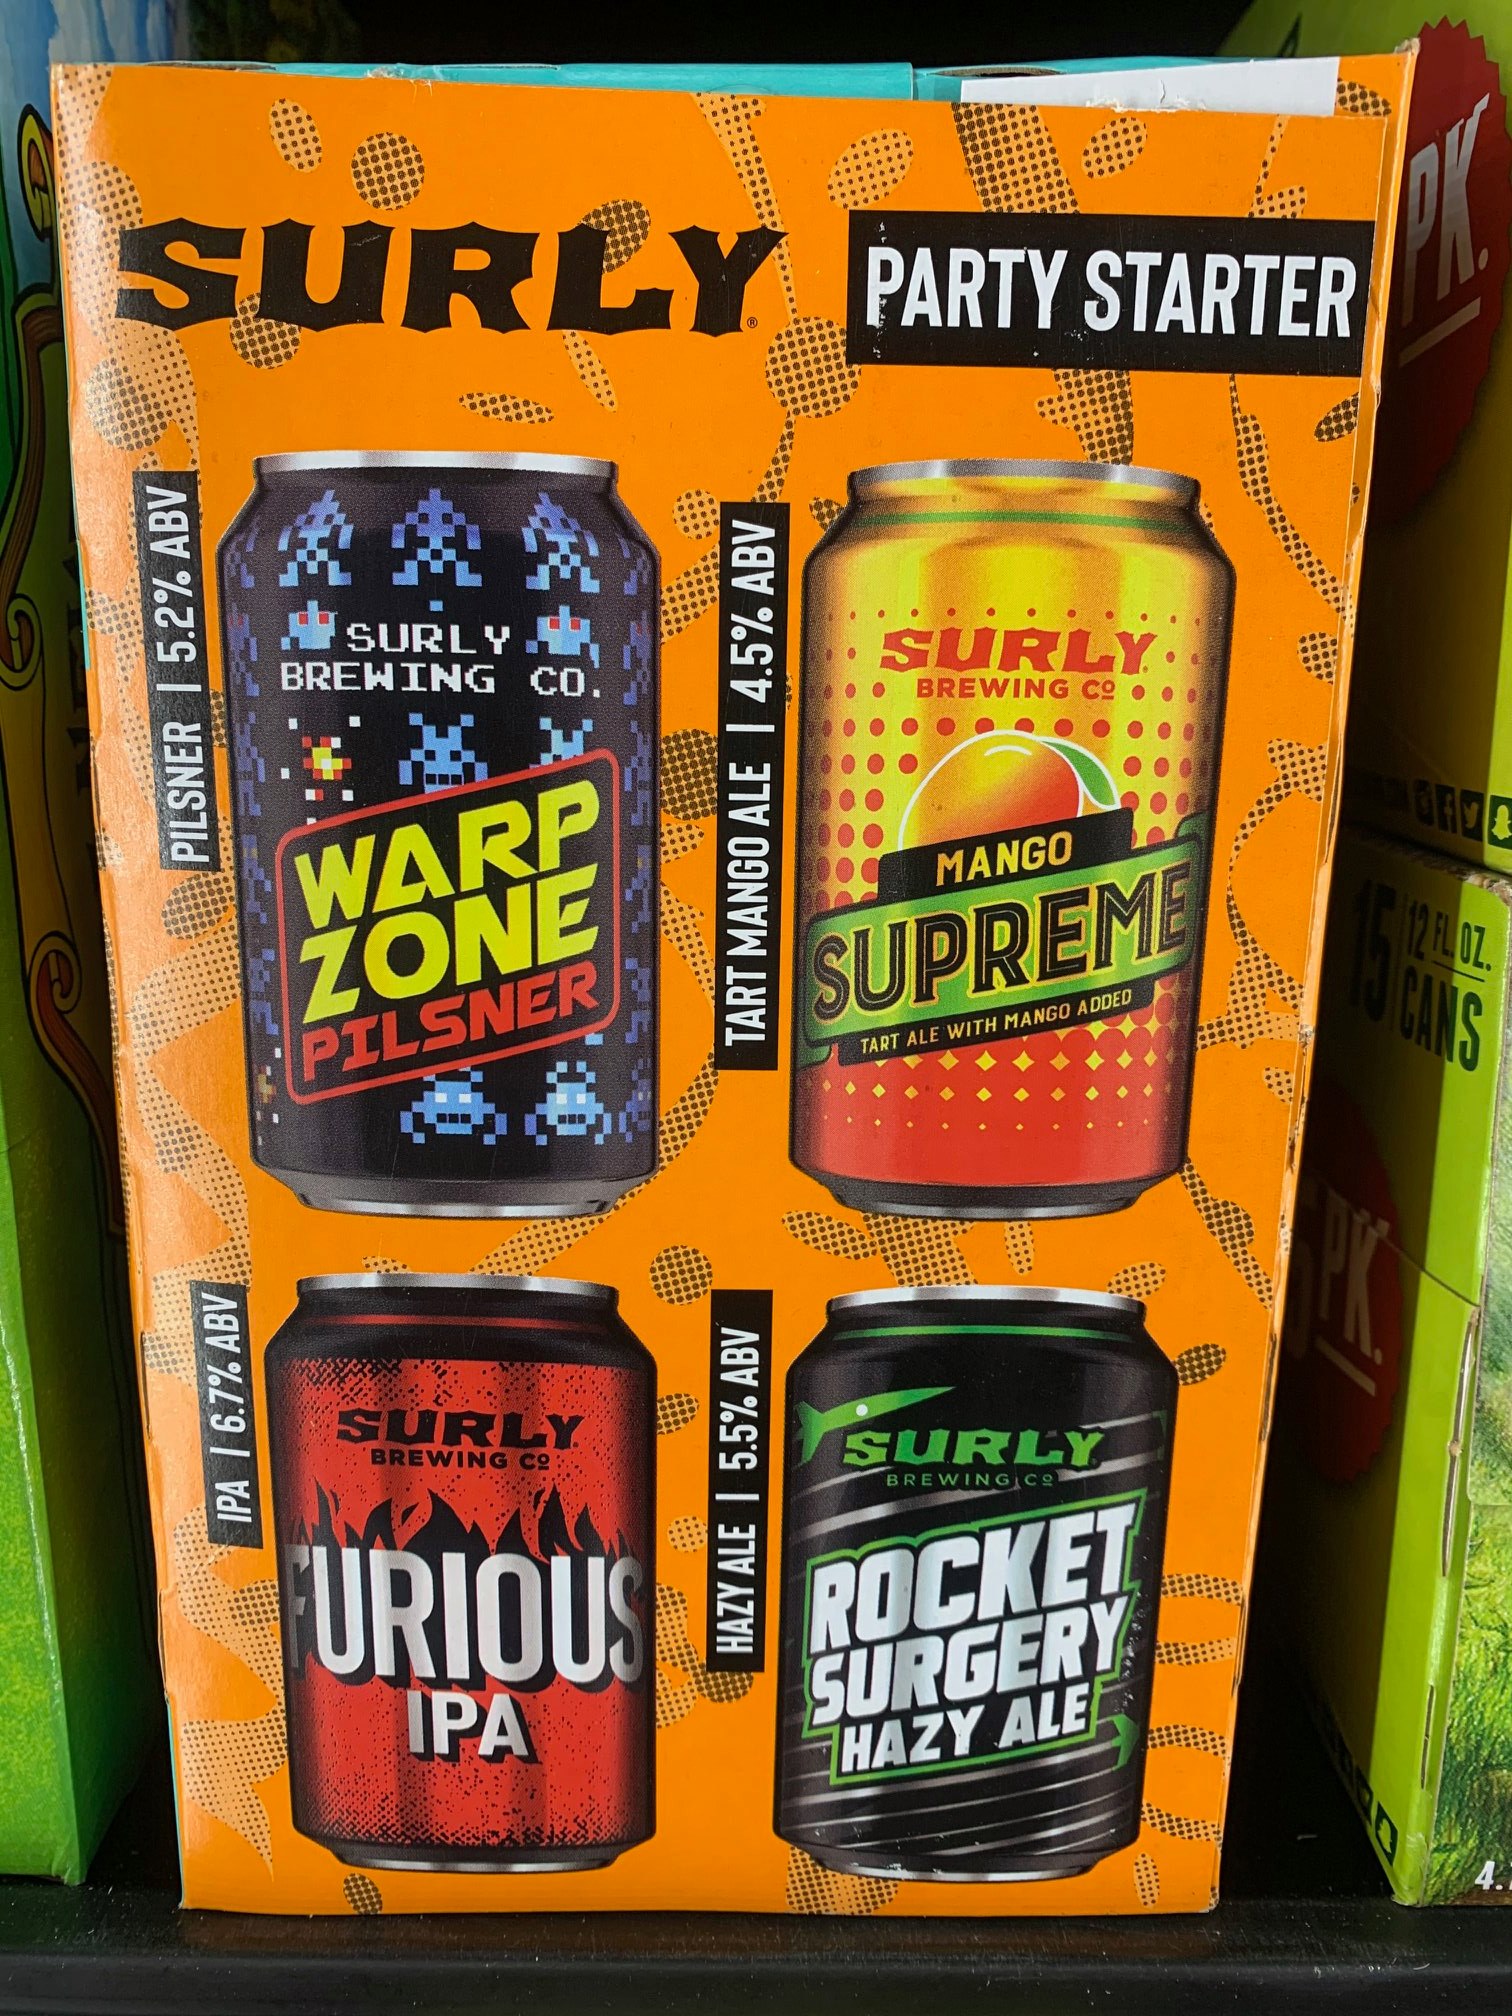 SURLY®
PARTY STARTER
PILSNER | 5.2% ABV
SURLY
BREWING CO.
WARP
ZONE
PILSNER
TART MANGO ALE | 4.5% ABV
SURLY
BREWING CO
MANGO
SUPREME
TART ALE WITH MANGO ADDED
IPA | 6.7% ABV
SURLY
BREWING CO
FURIOUS
IPA
HAZY ALE | 5.5% ABV
SURLY
BREWING CO
ROCKET
SURGERY
HAZY ALE
PK.
15 12 FL. OZ.
CANS
PK.